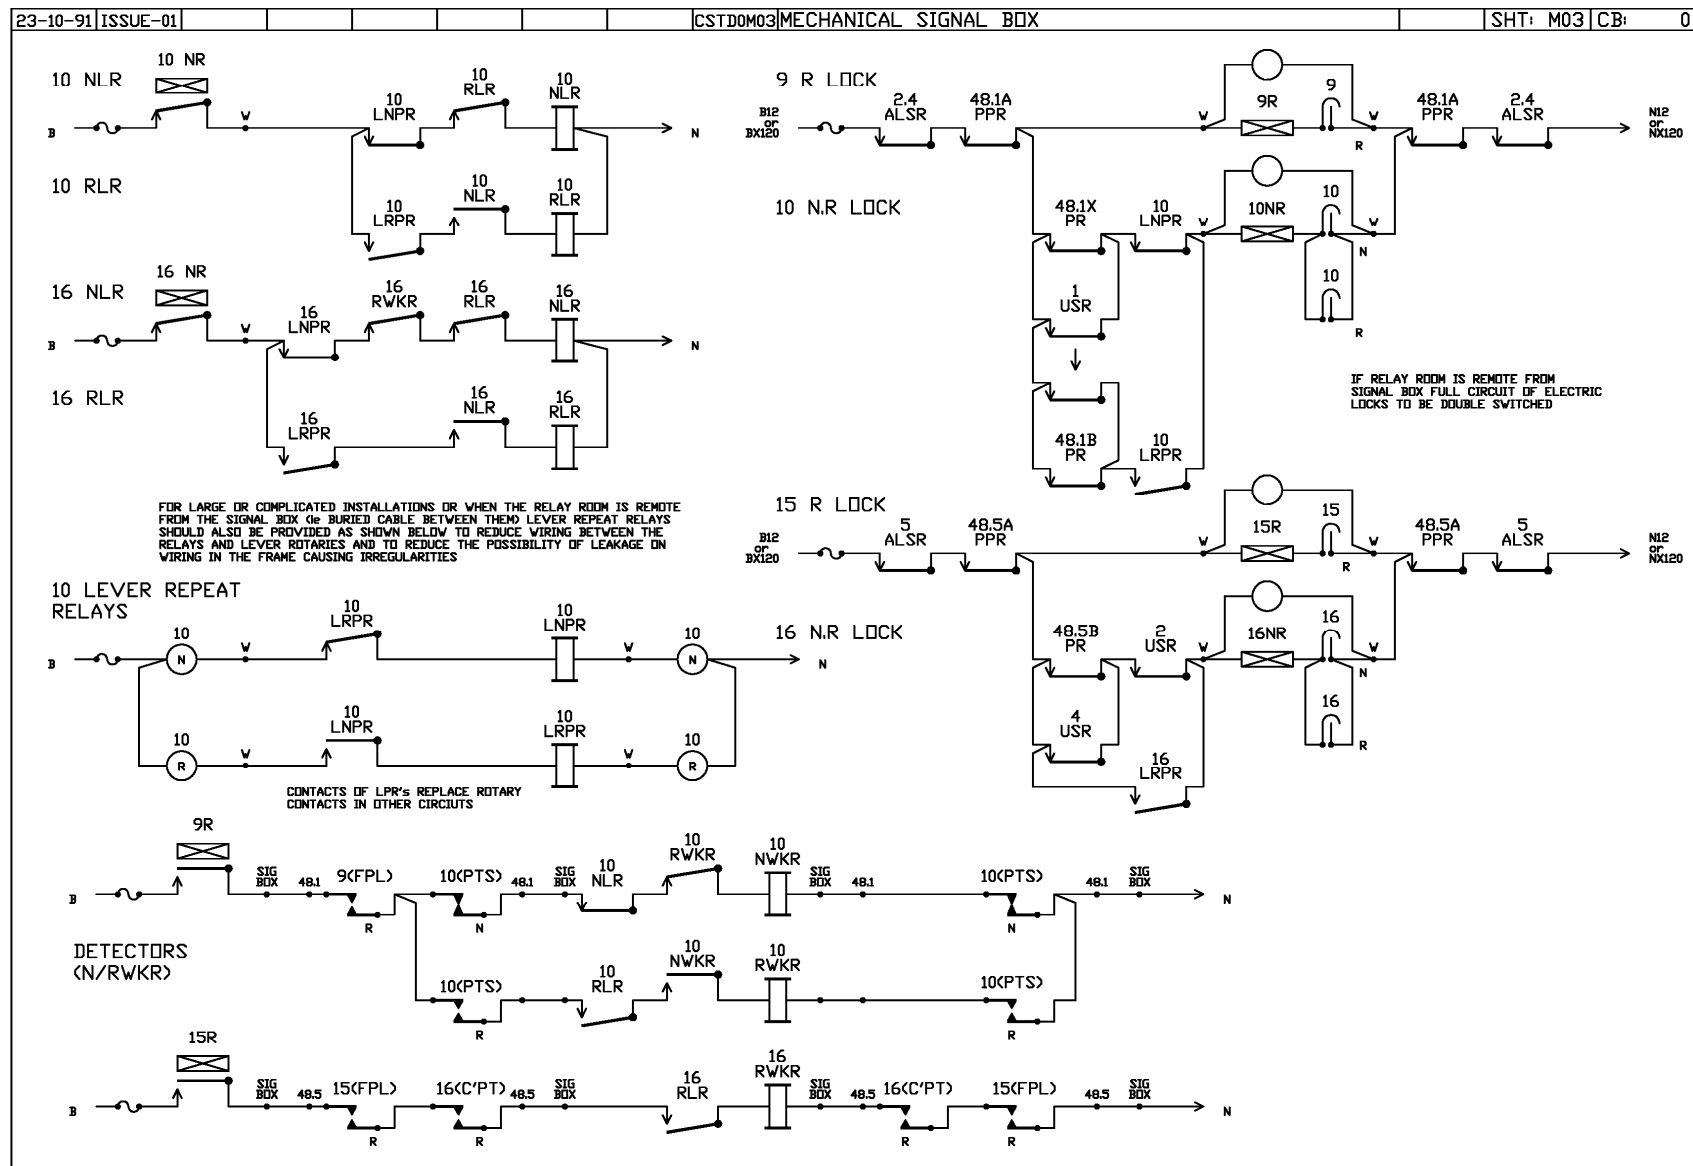 23-10-91 ISSUE-01 CSTDOM03 MECHANICAL SIGNAL BOX SHT: M03 CB: 0
10 NLR
10 NR
B
W
10
LNPR
10
RLR
10
NLR
N
10 RLR
10
LRPR
10
NLR
10
RLR
16 NLR
16 NR
B
W
16
LNPR
16
RWKR
16
RLR
16
NLR
N
16 RLR
16
LRPR
16
NLR
16
RLR
FOR LARGE OR COMPLICATED INSTALLATIONS OR WHEN THE RELAY ROOM IS REMOTE
FROM THE SIGNAL BOX (ie BURIED CABLE BETWEEN THEM) LEVER REPEAT RELAYS
SHOULD ALSO BE PROVIDED AS SHOWN BELOW TO REDUCE WIRING BETWEEN THE
RELAYS AND LEVER ROTARIES AND TO REDUCE THE POSSIBILITY OF LEAKAGE ON
WIRING IN THE FRAME CAUSING IRREGULARITIES
10 LEVER REPEAT
RELAYS
B
10
N
W
10
LRPR
10
LNPR
W
10
N
N
10
R
W
10
LNPR
10
LRPR
W
10
R
CONTACTS OF LPR's REPLACE ROTARY
CONTACTS IN OTHER CIRCIUTS
9 R LOCK
B12
or
BX120
2.4
ALSR
48.1A
PPR
W
9R
9
R
W
48.1A
PPR
2.4
ALSR
N12
or
NX120
10 N.R LOCK
48.1X
PR
10
LNPR
W
10NR
10
N
W
1
USR
10
R
48.1B
PR
10
LRPR
IF RELAY ROOM IS REMOTE FROM
SIGNAL BOX FULL CIRCUIT OF ELECTRIC
LOCKS TO BE DOUBLE SWITCHED
15 R LOCK
B12
or
BX120
5
ALSR
48.5A
PPR
W
15R
15
R
W
48.5A
PPR
5
ALSR
N12
or
NX120
16 N.R LOCK
48.5B
PR
2
USR
W
16NR
16
N
W
4
USR
16
R
16
LRPR
9R
B
SIG
BOX
48.1
9(FPL)
R
10(PTS)
N
48.1
SIG
BOX
10
NLR
10
RWKR
10
NWKR
SIG
BOX
48.1
10(PTS)
N
48.1
SIG
BOX
N
DETECTORS
(N/RWKR)
10(PTS)
R
10
RLR
10
NWKR
10
RWKR
10(PTS)
R
15R
B
SIG
BOX
48.5
15(FPL)
R
16(C'PT)
R
48.5
SIG
BOX
16
RLR
16
RWKR
SIG
BOX
48.5
16(C'PT)
R
15(FPL)
R
48.5
SIG
BOX
N